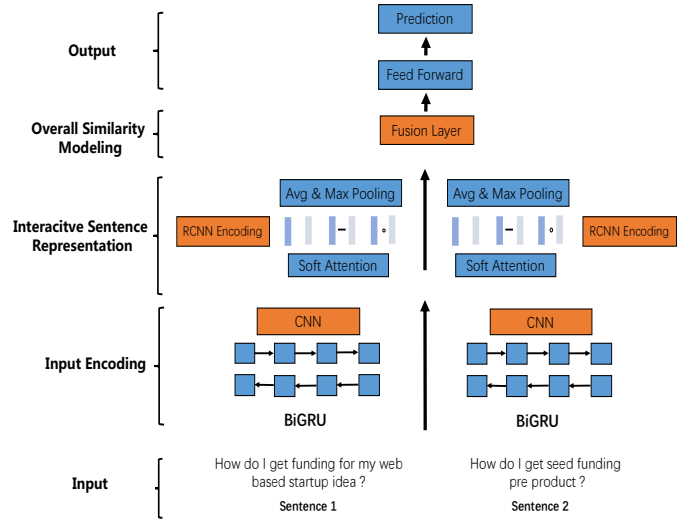 Prediction
Output
Feed Forward
Overall Similarity
Modeling
Fusion Layer
Avg & Max Pooling
Avg & Max Pooling
Interacitve Sentence
Representation
RCNN Encoding
RCNN Encoding
Soft Attention
Soft Attention
CNN
CNN
Input Encoding
BiGRU
BiGRU
Input
How do I get funding for my web
based startup idea ?
Sentence 1
How do I get seed funding
pre product ?
Sentence 2